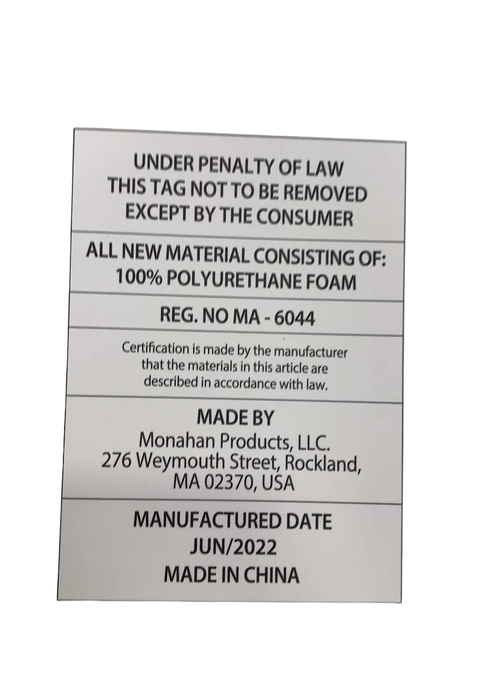 UNDER PENALTY OF LAW
THIS TAG NOT TO BE REMOVED
EXCEPT BY THE CONSUMER
ALL NEW MATERIAL CONSISTING OF:
100% POLYURETHANE FOAM
REG. NO MA - 6044
Certification is made by the manufacturer
that the materials in this article are
described in accordance with law.
MADE BY
Monahan Products, LLC.
276 Weymouth Street, Rockland,
MA 02370, USA
MANUFACTURED DATE
JUN/2022
MADE IN CHINA